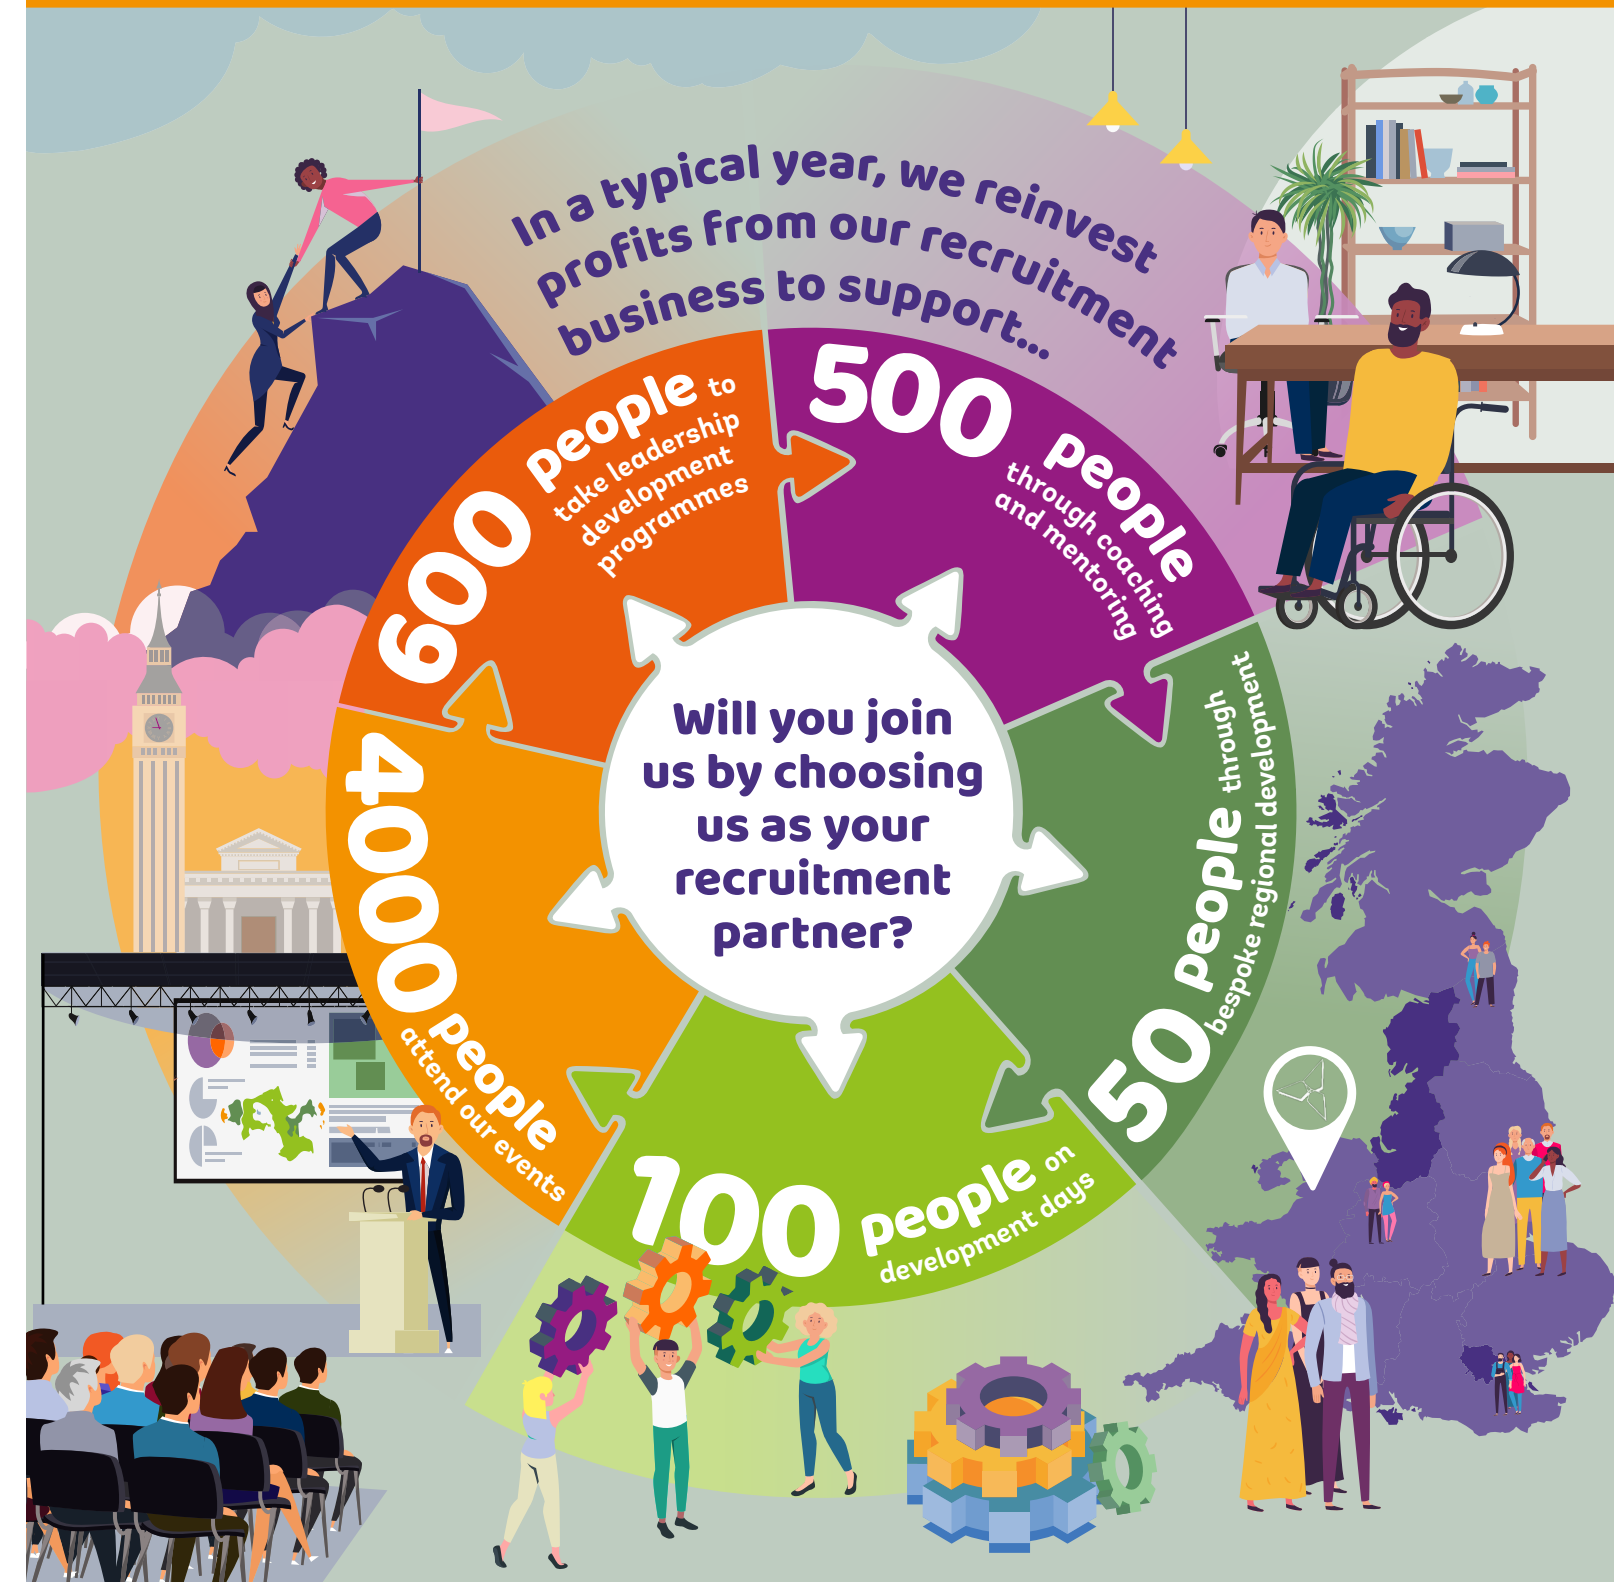 In a typical year, we reinvest
profits from our recruitment
business to support...
500 people
through coaching
and mentoring
50 people through
bespoke regional development
100 people on
development days
4000 people
attend our events
600 people to
take leadership
development
programmes
Will you join
us by choosing
us as your
recruitment
partner?